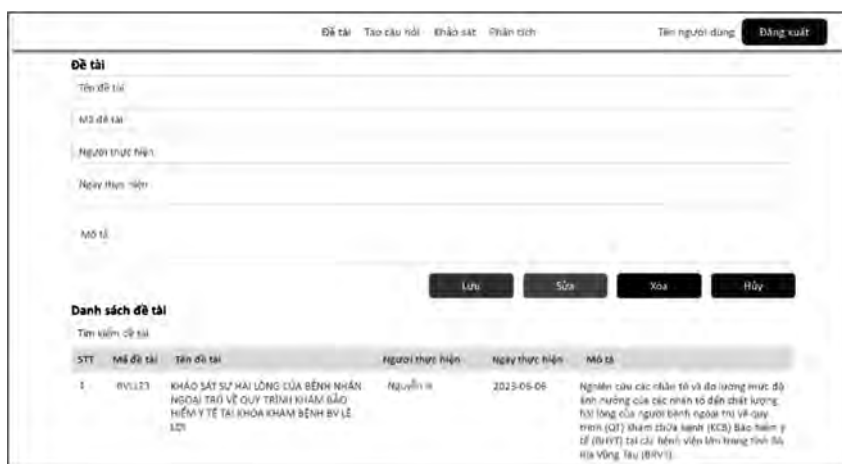 Đề tài Tạo câu hỏi Khảo sát Phân tích Tên người dùng Đăng xuất
Đề tài
Tên đề tài
Mã đề tài
Người thực hiện
Ngày thực hiện
Mô tả
Lưu Sửa Xóa Hủy
Danh sách đề tài
Tìm kiếm đề tài
STT Mã đề tài Tên đề tài Người thực hiện Ngày thực hiện Mô tả
1 BVLL23 KHẢO SÁT SỰ HÀI LÒNG CỦA BỆNH NHÂN Nguyễn 2023-06-06 Nghiên cứu các nhân tố và đo lường mức độ
NGOẠI TRÚ VỀ QUY TRÌNH KHÁM BẢO ảnh hưởng của các nhân tố đến chất lượng
HIỂM Y TẾ TẠI KHOA KHÁM BỆNH BV LÊ hài lòng của người bệnh ngoại trú về quy
LỢI trình (QT) khám chữa bệnh (KCB) Bảo hiểm y
tế (BHYT) tại các bệnh viện lớn trong tỉnh Bà
Rịa Vũng Tàu (BRVT).